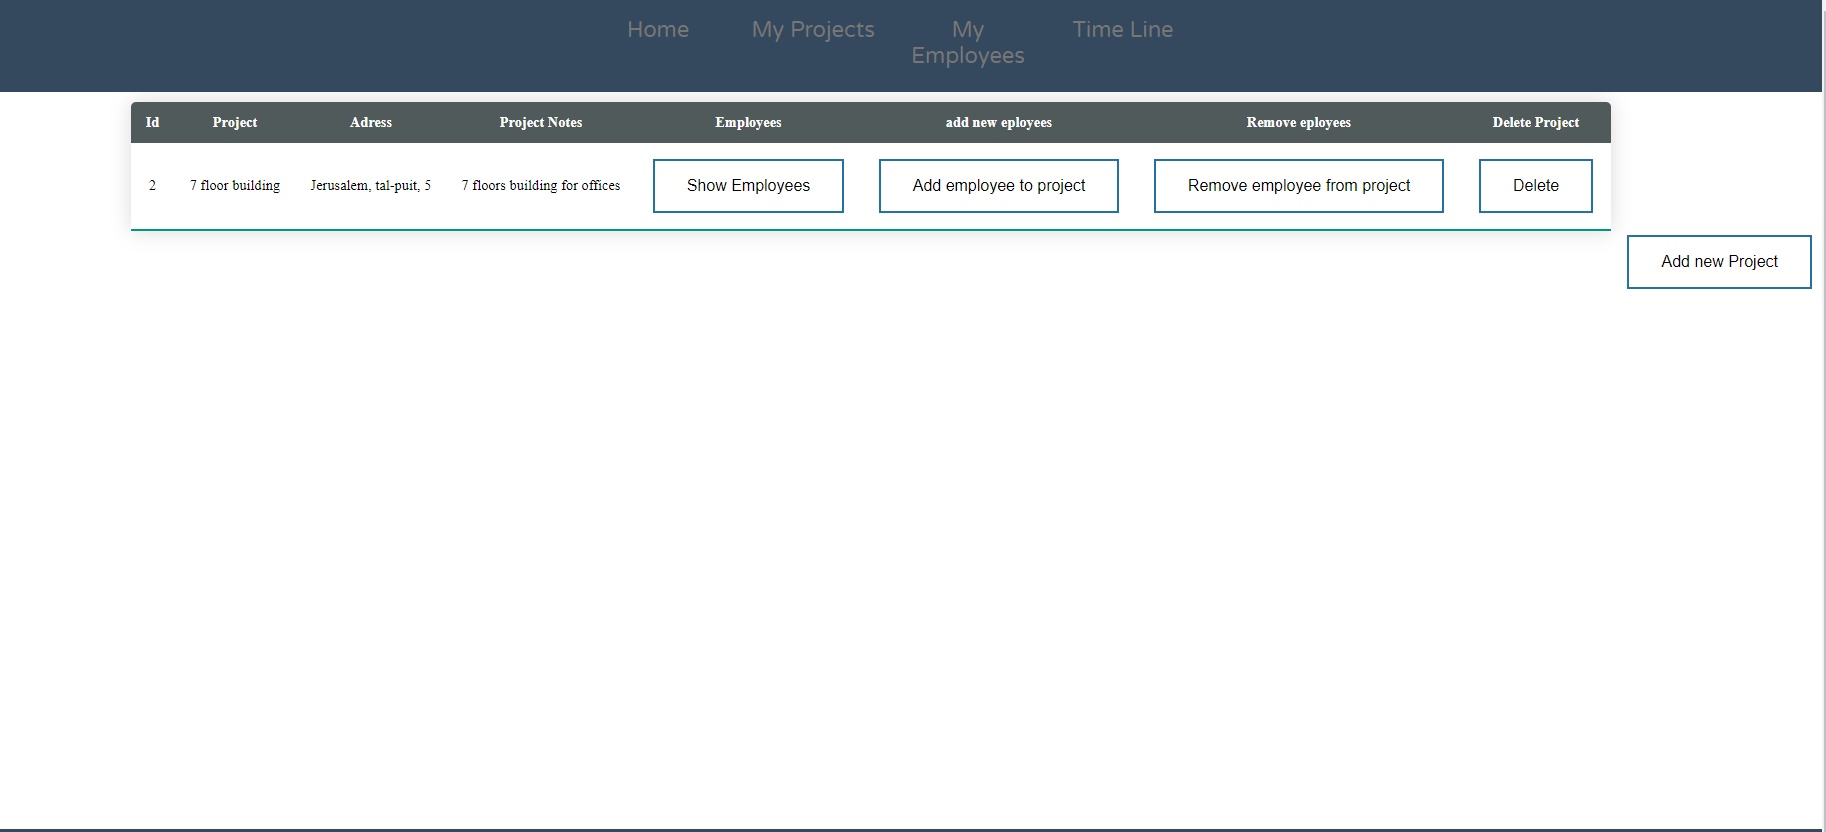 Home My Projects My Employees Time Line
Id Project Adress Project Notes Employees add new eployees Remove eployees Delete Project
2 7 floor building Jerusalem, tal-puit, 5 7 floors building for offices Show Employees Add employee to project Remove employee from project Delete
Add new Project